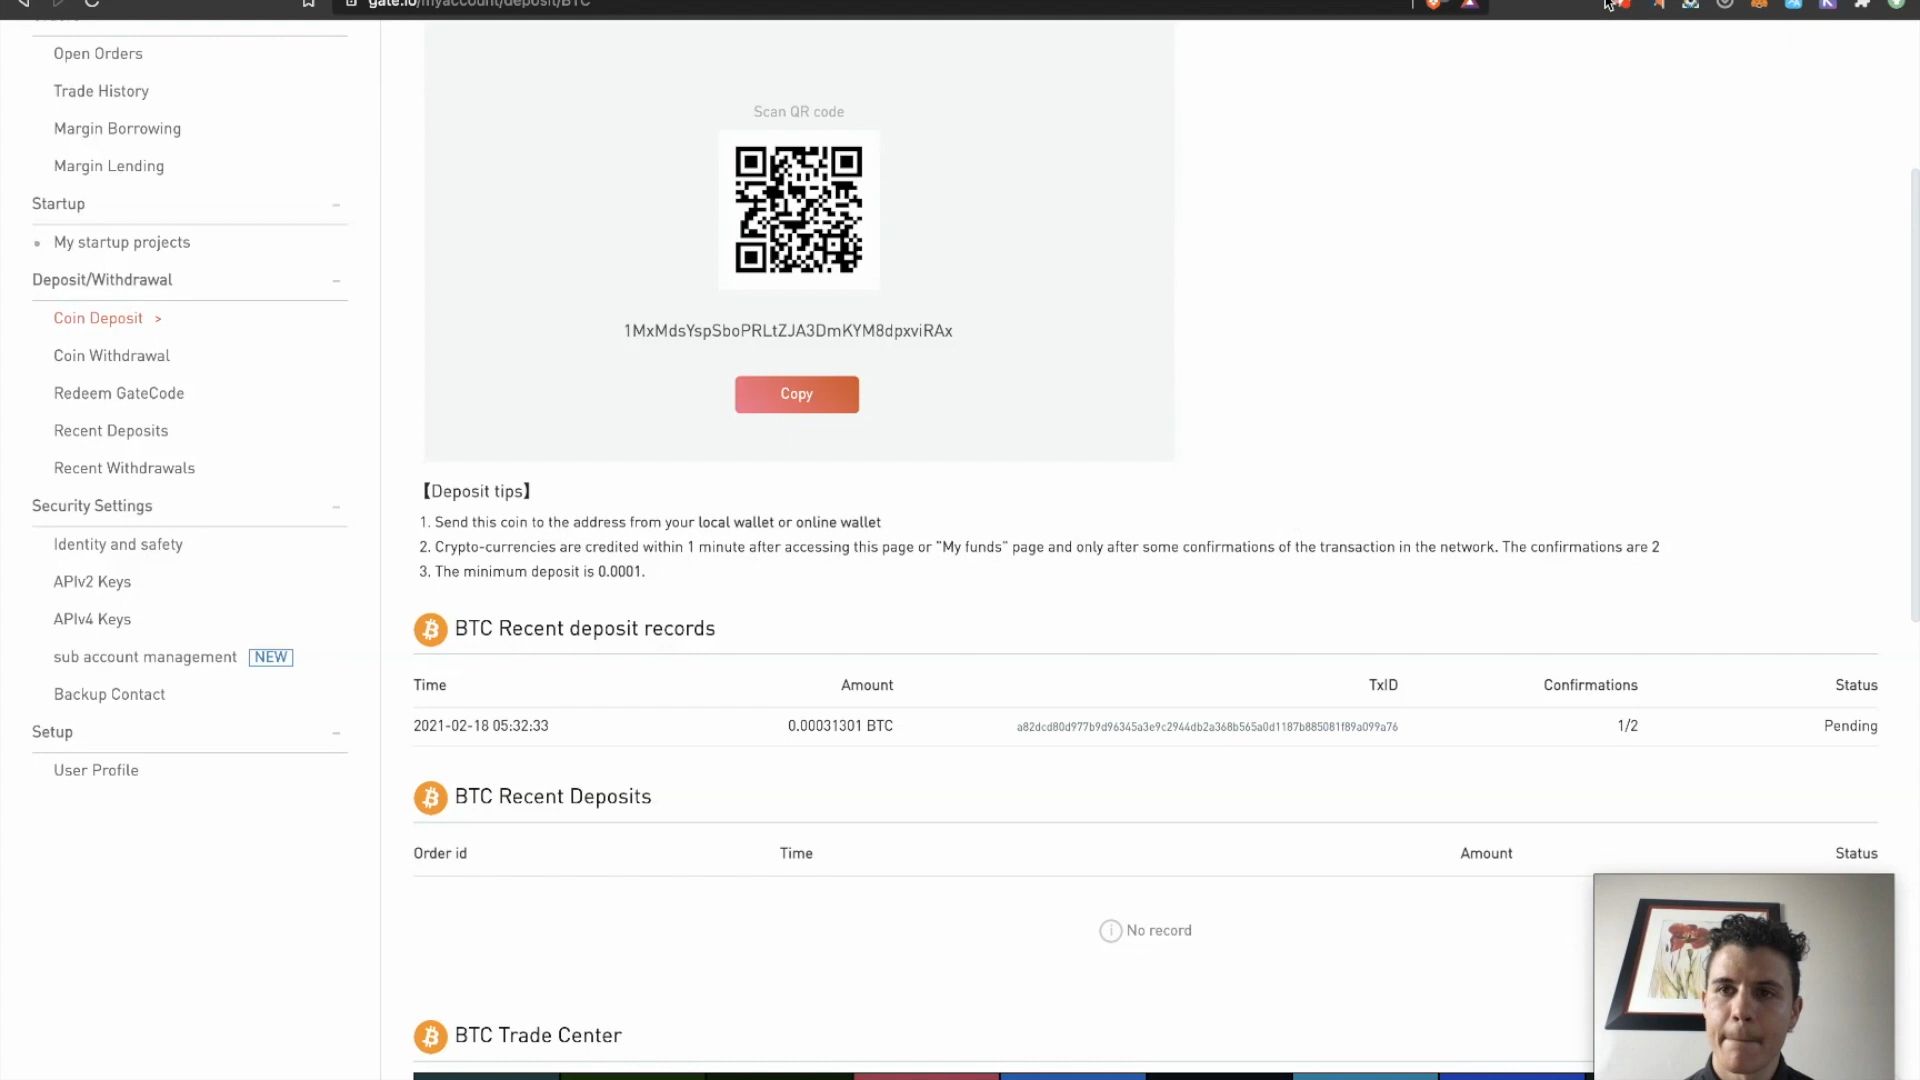 gate.io/myaccount/deposit/BTC
Open Orders
Trade History
Margin Borrowing
Margin Lending
Startup
My startup projects
Deposit/Withdrawal
Coin Deposit >
Coin Withdrawal
Redeem GateCode
Recent Deposits
Recent Withdrawals
Security Settings
Identity and safety
APIv2 Keys
APIv4 Keys
sub account management NEW
Backup Contact
Setup
User Profile
Scan QR code
1MxMdsYspSboPRLtZJA3DmKYM8dpxviRAx
Copy
【Deposit tips】
1. Send this coin to the address from your local wallet or online wallet
2. Crypto-currencies are credited within 1 minute after accessing this page or "My funds" page and only after some confirmations of the transaction in the network. The confirmations are 2
3. The minimum deposit is 0.0001.
BTC Recent deposit records
Time Amount TxID Confirmations Status
2021-02-18 05:32:33 0.00031301 BTC a82dcd80d977b9d96345a3e9c2944db2a368b565a0d1187b885081f89a099a76 1/2 Pending
BTC Recent Deposits
Order id Time Amount Status
No record
BTC Trade Center